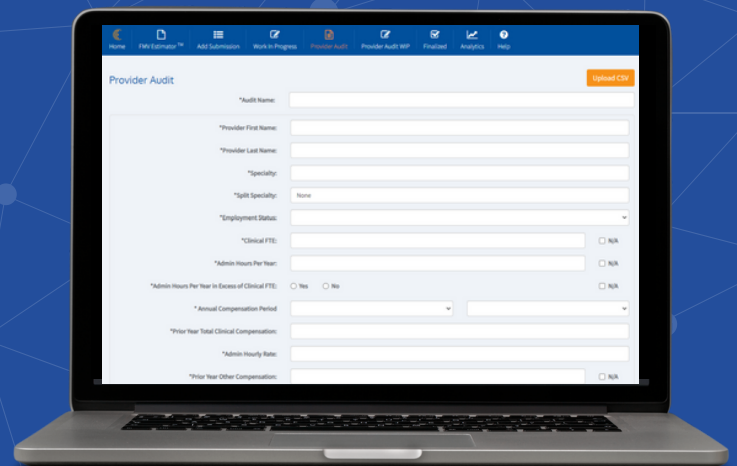 Home FMV Estimator ™ Add Submission Work In Progress Provider Audit Provider Audit WIP Finalized Analytics Help
Provider Audit
Upload CSV
*Audit Name:
*Provider First Name:
*Provider Last Name:
*Specialty:
*Split Specialty: None
*Employment Status:
*Clinical FTE: N/A
*Admin Hours Per Year: N/A
*Admin Hours Per Year in Excess of Clinical FTE: Yes No N/A
* Annual Compensation Period
*Prior Year Total Clinical Compensation:
*Admin Hourly Rate:
*Prior Year Other Compensation: N/A